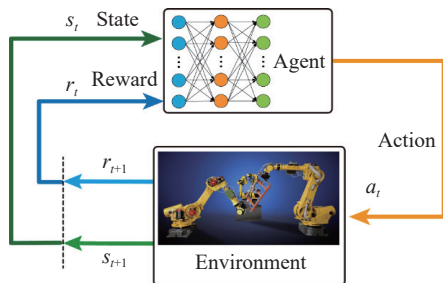 s_t State
r_t Reward
Agent
Action
r_{t+1}
a_t
s_{t+1}
Environment